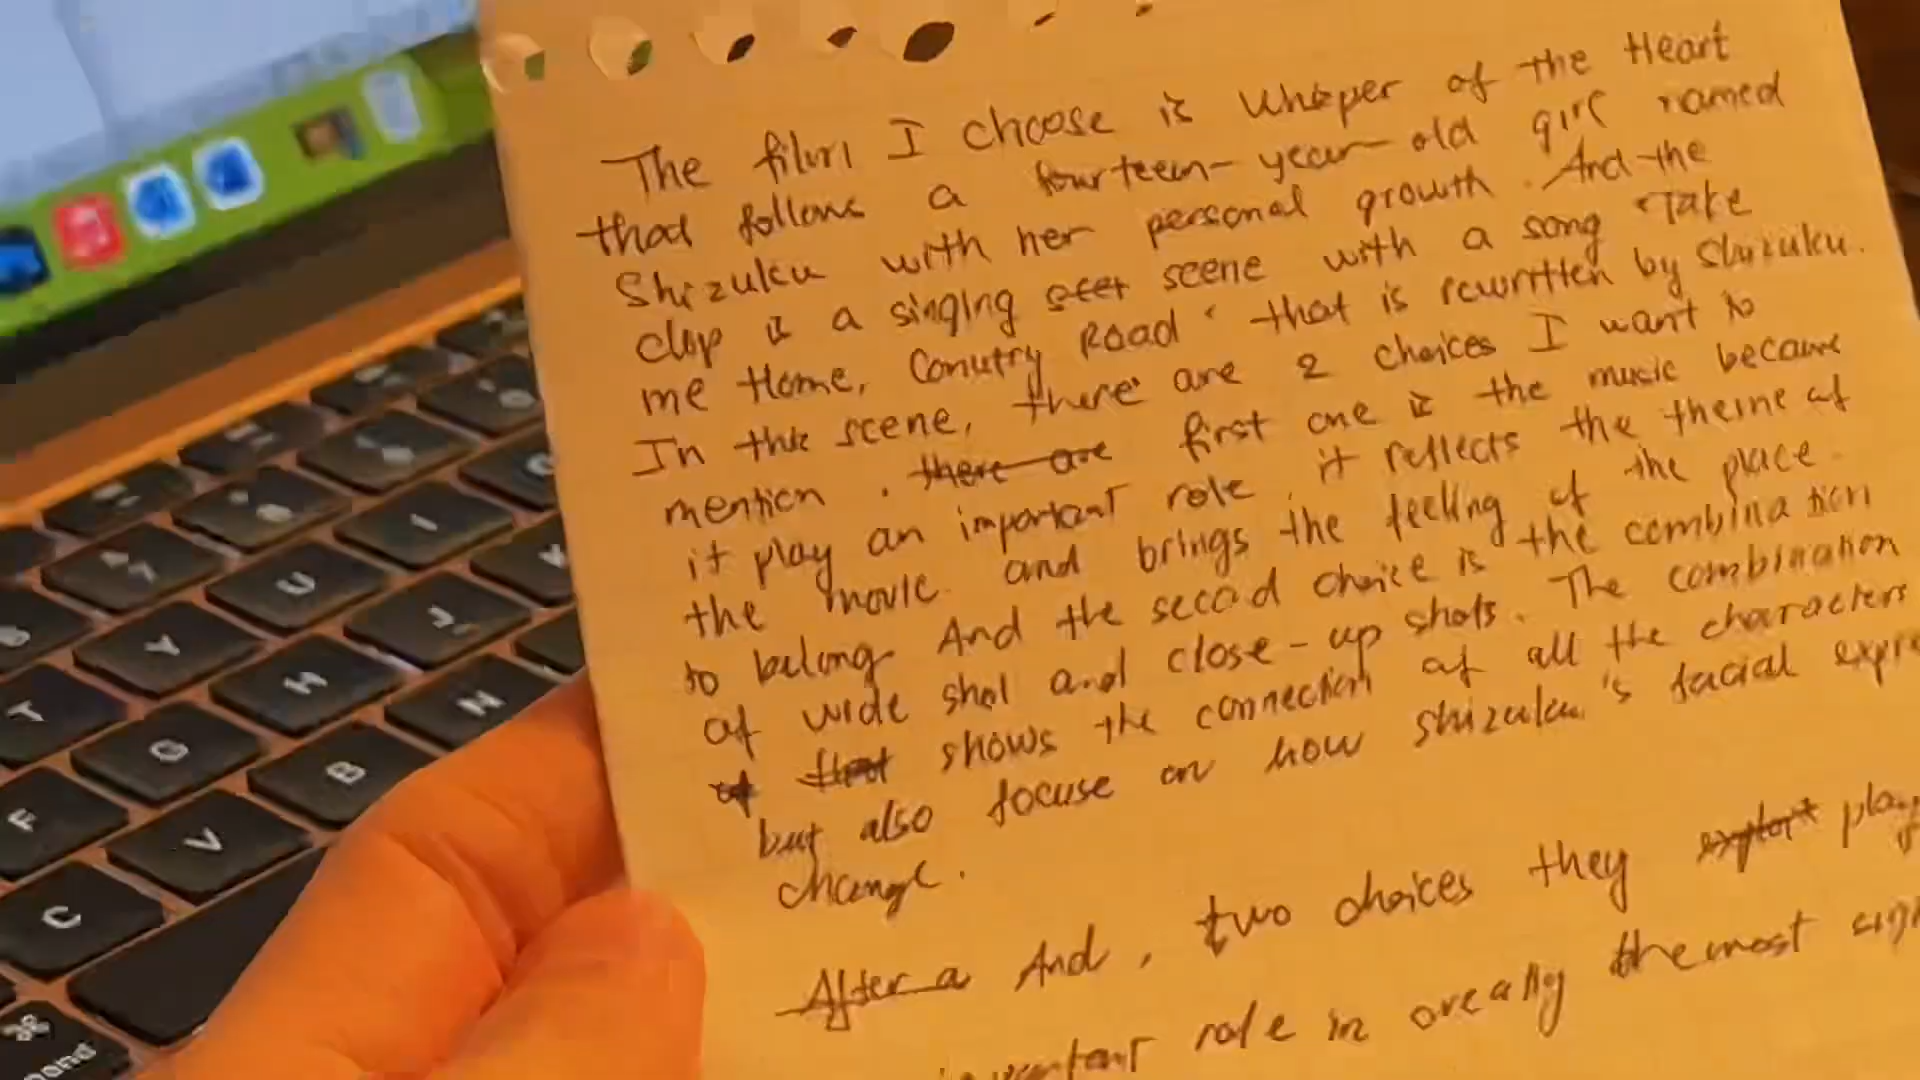 The film I choose is Whisper of the Heart
that follows a fourteen-year-old girl named
Shizuku with her personal growth. And the
clip is a singing scene with a song Take
me Home, Comutry Road that is rewritten by Shizuku.
In this scene, there are 2 choices I want to
mention. there are first one is the music because
it play an important role, it reflects the theme of
the movie and brings the feeling of the place
to belong. And the second choice is the combination
of wide shot and close-up shots. The combination
of that shows the connection of all the characters
but also focuse on how shizuku's facial expre
change.
After a And, two choices they explort play
role in overally the most
C
V
B
F
G
H
N
T
Y
U
I